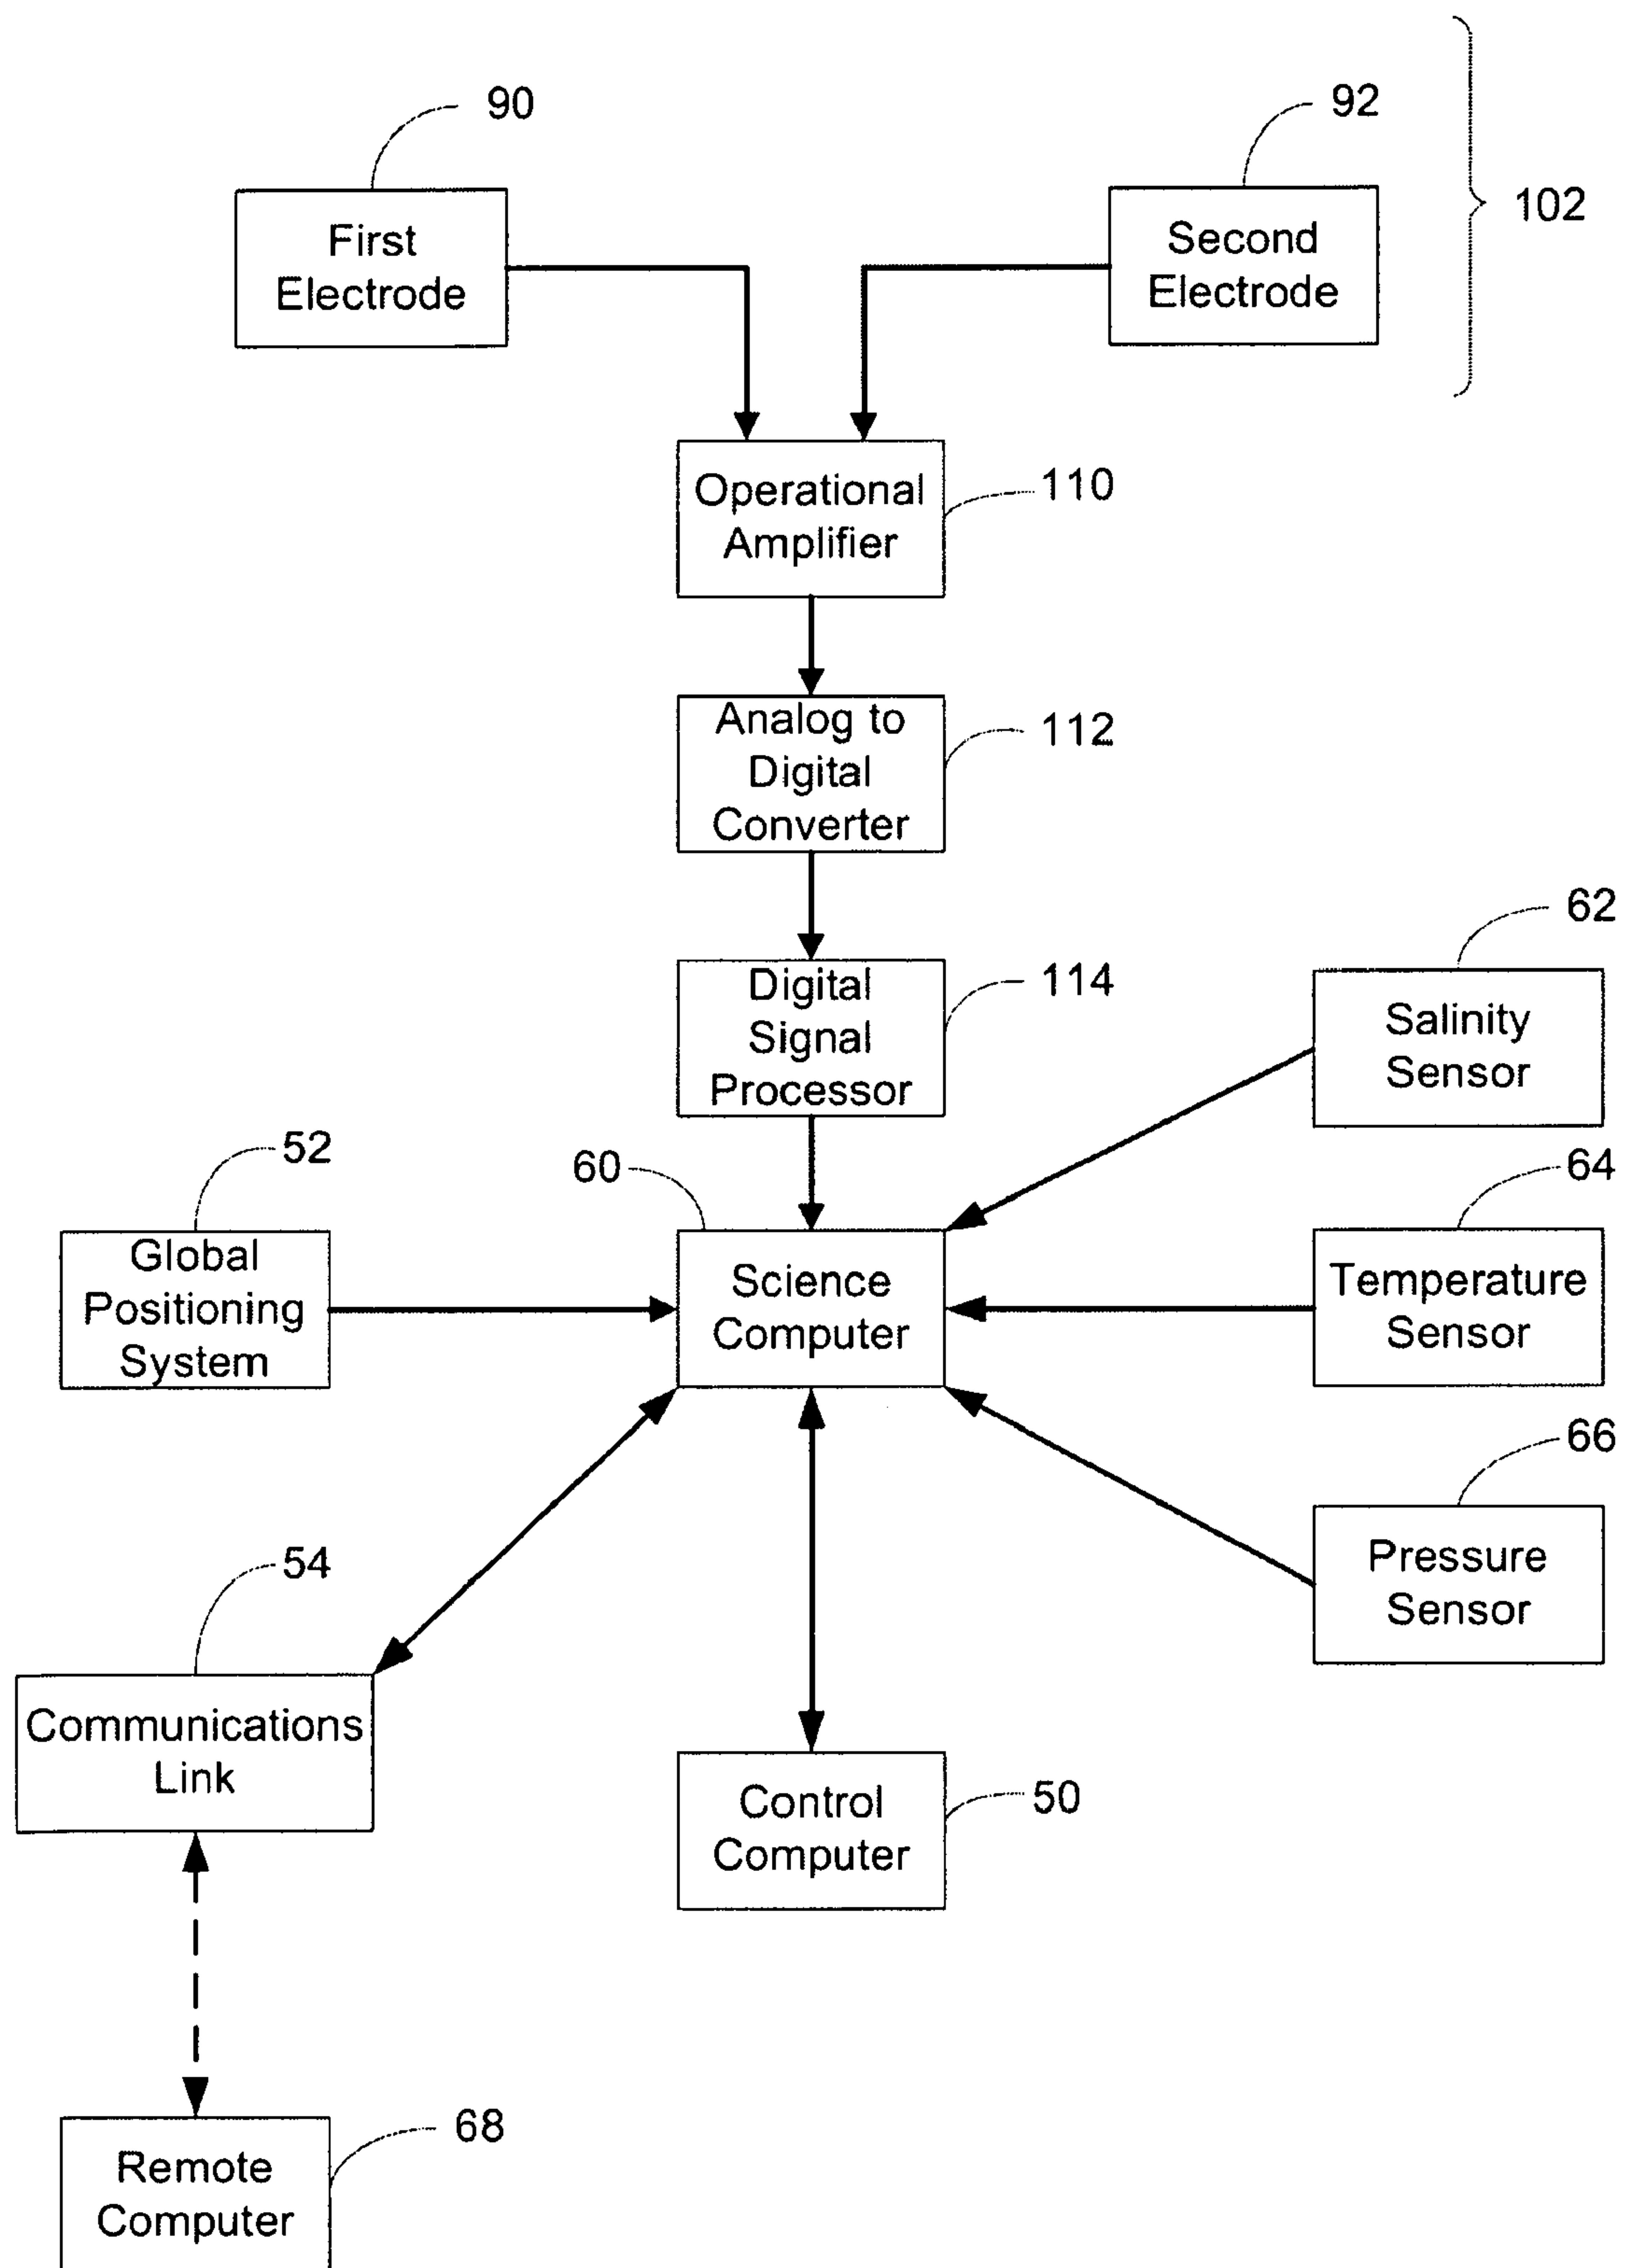 90
92
102
First
Electrode
Second
Electrode
Operational
Amplifier
110
Analog to
Digital
Converter
112
Digital
Signal
Processor
114
62
Salinity
Sensor
52
60
64
Global
Positioning
System
Science
Computer
Temperature
Sensor
66
Pressure
Sensor
54
Communications
Link
Control
Computer
50
68
Remote
Computer